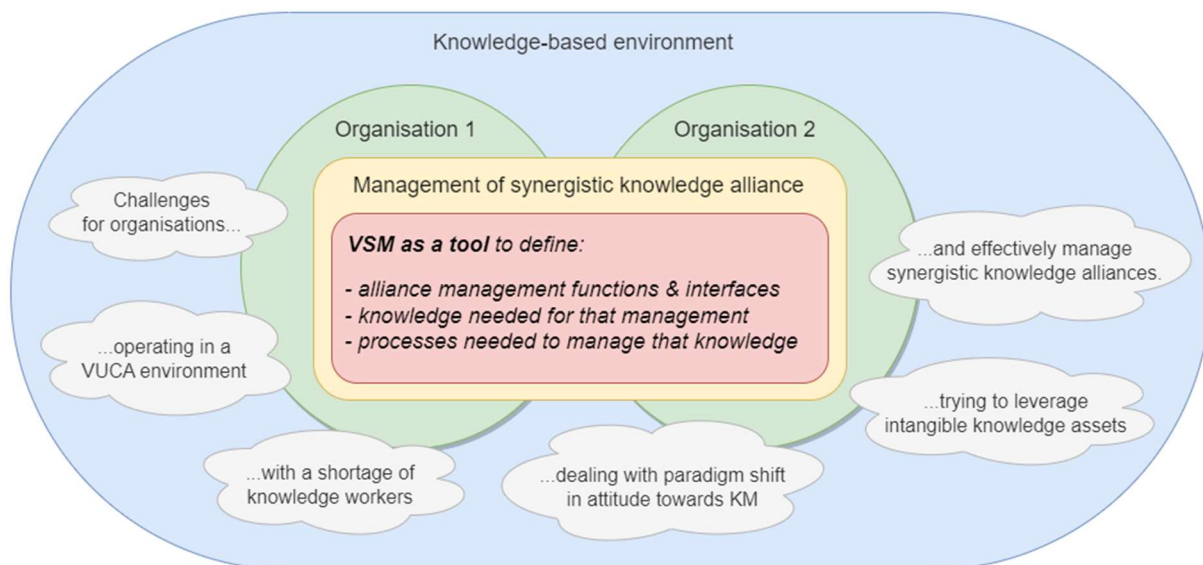 Knowledge-based environment
Organisation 1
Organisation 2
Management of synergistic knowledge alliance
VSM as a tool to define:
- alliance management functions & interfaces
- knowledge needed for that management
- processes needed to manage that knowledge
Challenges
for organisations...
...operating in a
VUCA environment
...with a shortage of
knowledge workers
...dealing with paradigm shift
in attitude towards KM
...trying to leverage
intangible knowledge assets
...and effectively manage
synergistic knowledge alliances.